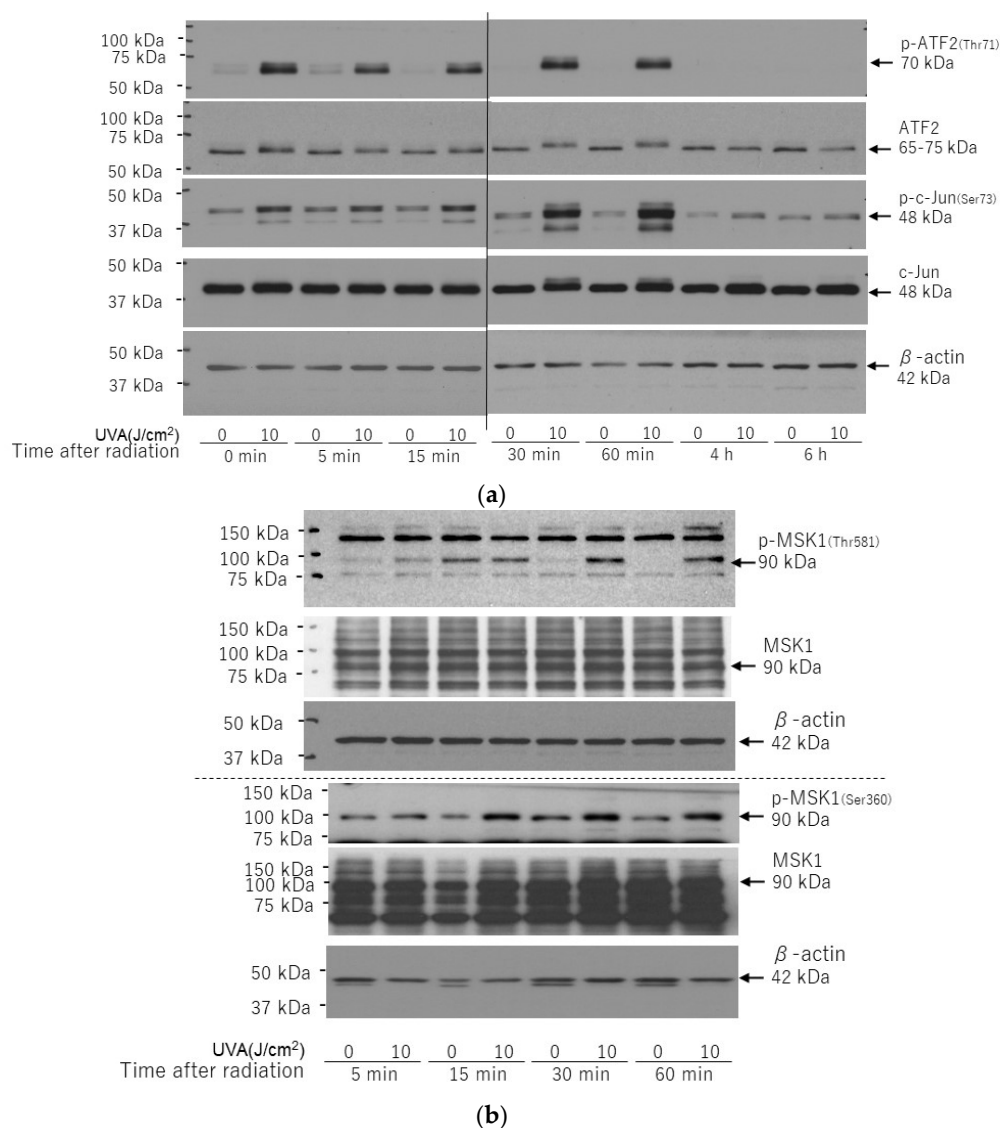 100 kDa
75 kDa
50 kDa
p-ATF2(Thr71)
70 kDa
100 kDa
75 kDa
50 kDa
ATF2
65-75 kDa
50 kDa
37 kDa
p-c-Jun(Ser73)
48 kDa
50 kDa
37 kDa
c-Jun
48 kDa
50 kDa
37 kDa
β-actin
42 kDa
UVA(J/cm²) 0 10 0 10 0 10 0 10 0 10 0 10 0 10
Time after radiation 0 min 5 min 15 min 30 min 60 min 4 h 6 h
(a)
150 kDa
100 kDa
75 kDa
p-MSK1(Thr581)
90 kDa
150 kDa
100 kDa
75 kDa
MSK1
90 kDa
50 kDa
37 kDa
β-actin
42 kDa
150 kDa
100 kDa
75 kDa
p-MSK1(Ser360)
90 kDa
150 kDa
100 kDa
75 kDa
MSK1
90 kDa
50 kDa
37 kDa
β-actin
42 kDa
UVA(J/cm²) 0 10 0 10 0 10 0 10
Time after radiation 5 min 15 min 30 min 60 min
(b)